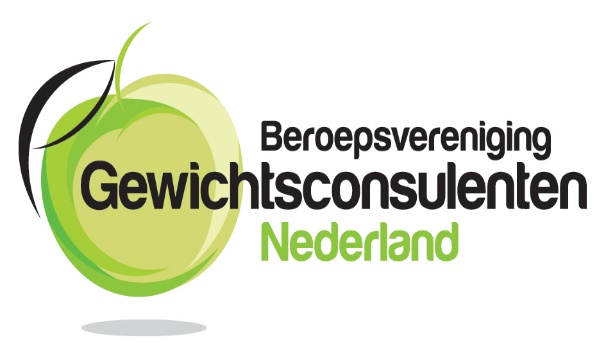 Beroepsvereniging
Gewichtsconsulenten
Nederland